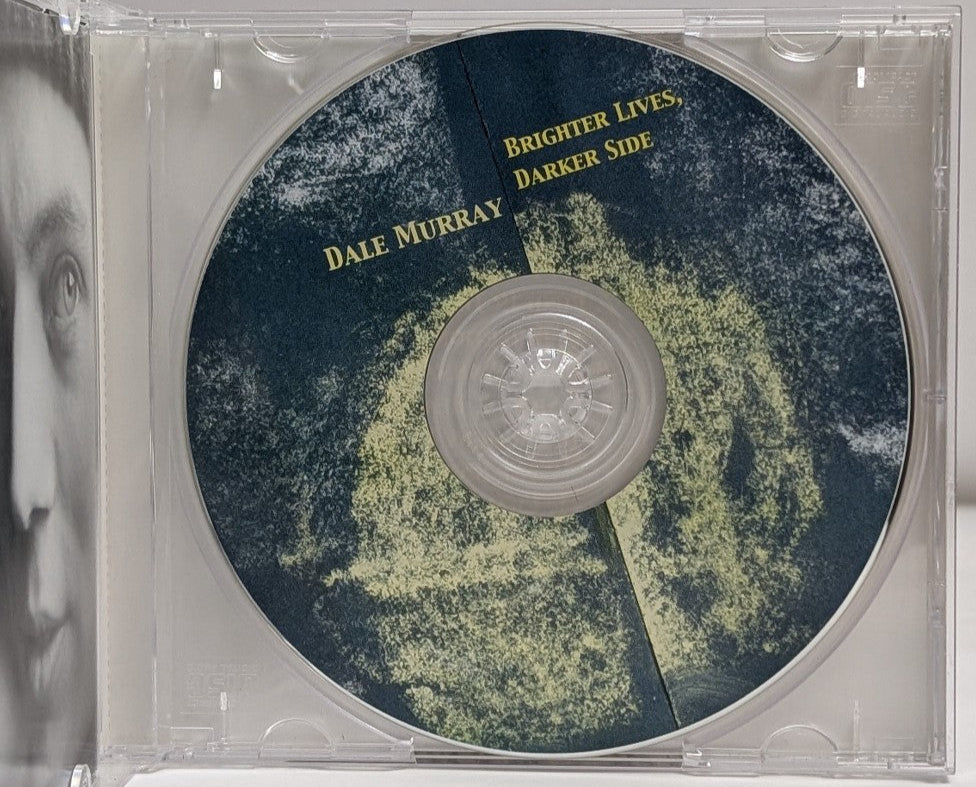 BRIGHTER LIVES,
DARKER SIDE
DALE MURRAY